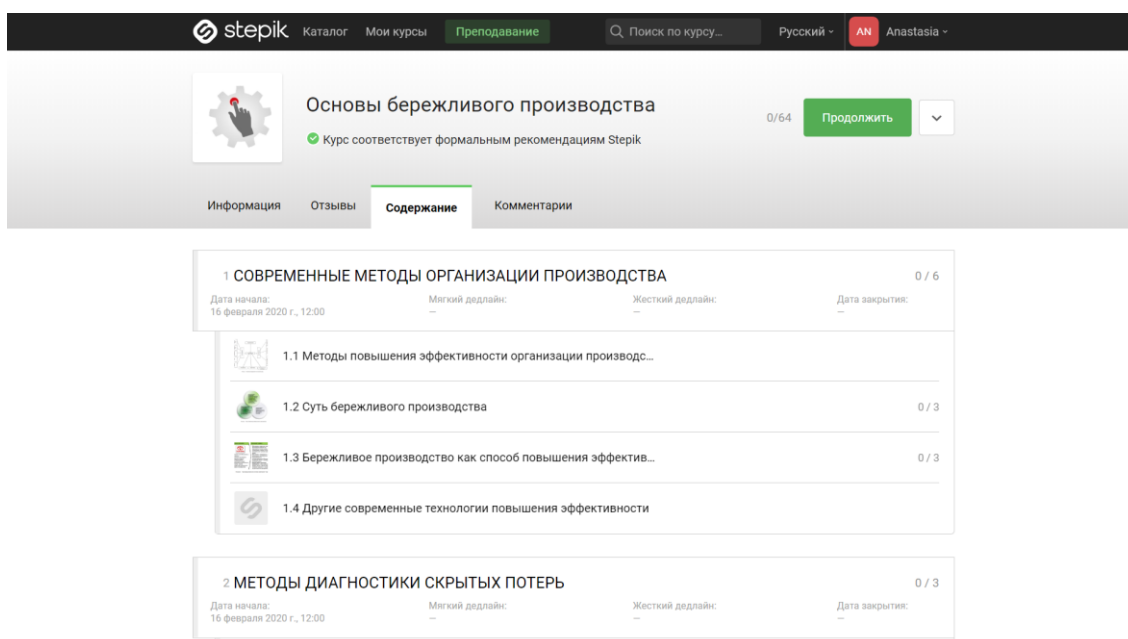 stepik Каталог Мои курсы Преподавание Поиск по курсу... Русский AN Anastasia
Основы бережливого производства
0/64 Продолжить
Курс соответствует формальным рекомендациям Stepik
Информация Отзывы Содержание Комментарии
1 СОВРЕМЕННЫЕ МЕТОДЫ ОРГАНИЗАЦИИ ПРОИЗВОДСТВА 0 / 6
Дата начала: Мягкий дедлайн: Жесткий дедлайн: Дата закрытия:
16 февраля 2020 г., 12:00 — — —
1.1 Методы повышения эффективности организации производс...
1.2 Суть бережливого производства 0 / 3
1.3 Бережливое производство как способ повышения эффектив... 0 / 3
1.4 Другие современные технологии повышения эффективности
2 МЕТОДЫ ДИАГНОСТИКИ СКРЫТЫХ ПОТЕРЬ 0 / 3
Дата начала: Мягкий дедлайн: Жесткий дедлайн: Дата закрытия:
16 февраля 2020 г., 12:00 — — —